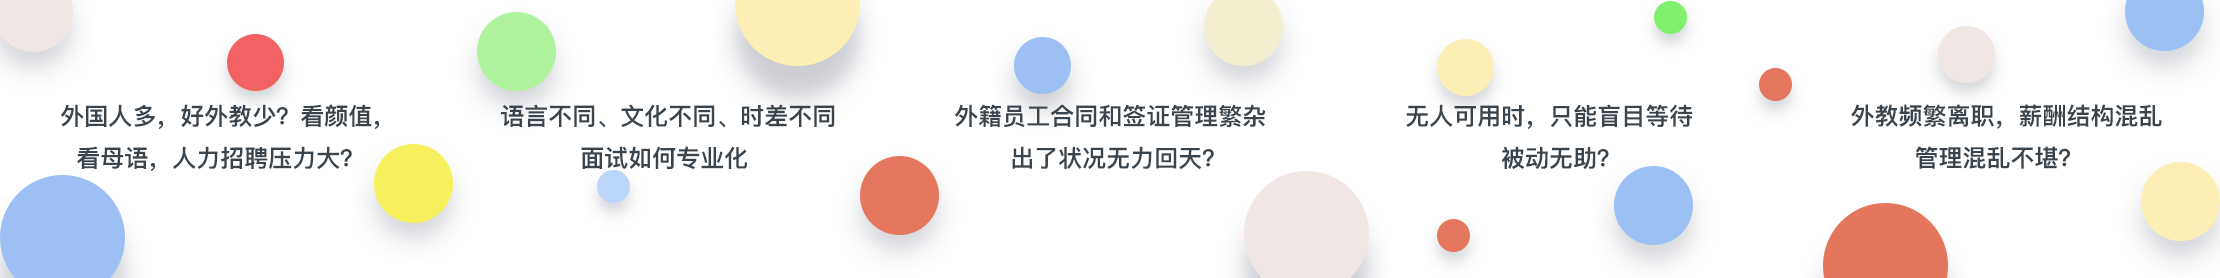 外国人多，好外教少？看颜值，
看母语，人力招聘压力大？
语言不同、文化不同、时差不同
面试如何专业化
外籍员工合同和签证管理繁杂
出了状况无力回天？
无人可用时，只能盲目等待
被动无助？
外教频繁离职，薪酬结构混乱
管理混乱不堪？